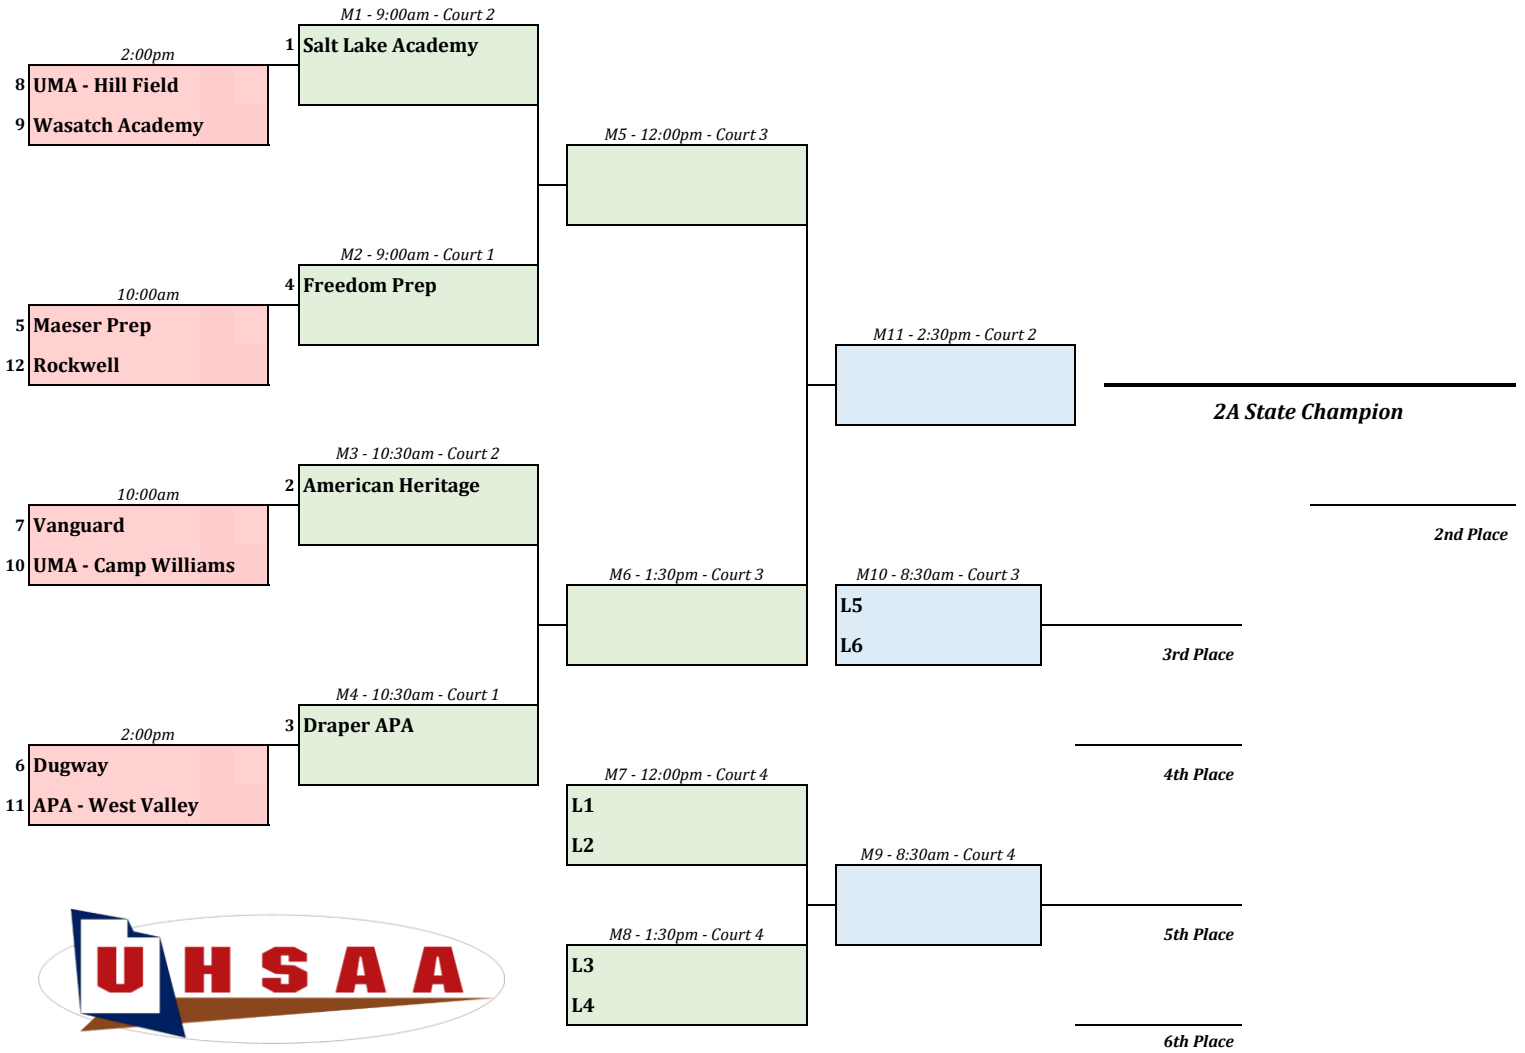 M1 - 9:00am - Court 2
1 Salt Lake Academy
2:00pm
8 UMA - Hill Field
9 Wasatch Academy
M5 - 12:00pm - Court 3
M2 - 9:00am - Court 1
4 Freedom Prep
10:00am
5 Maeser Prep
12 Rockwell
M11 - 2:30pm - Court 2
2A State Champion
M3 - 10:30am - Court 2
2 American Heritage
10:00am
7 Vanguard
10 UMA - Camp Williams
2nd Place
M6 - 1:30pm - Court 3
M10 - 8:30am - Court 3
L5
L6
3rd Place
M4 - 10:30am - Court 1
3 Draper APA
2:00pm
6 Dugway
11 APA - West Valley
4th Place
M7 - 12:00pm - Court 4
L1
L2
M9 - 8:30am - Court 4
5th Place
M8 - 1:30pm - Court 4
L3
L4
6th Place
UHSAA